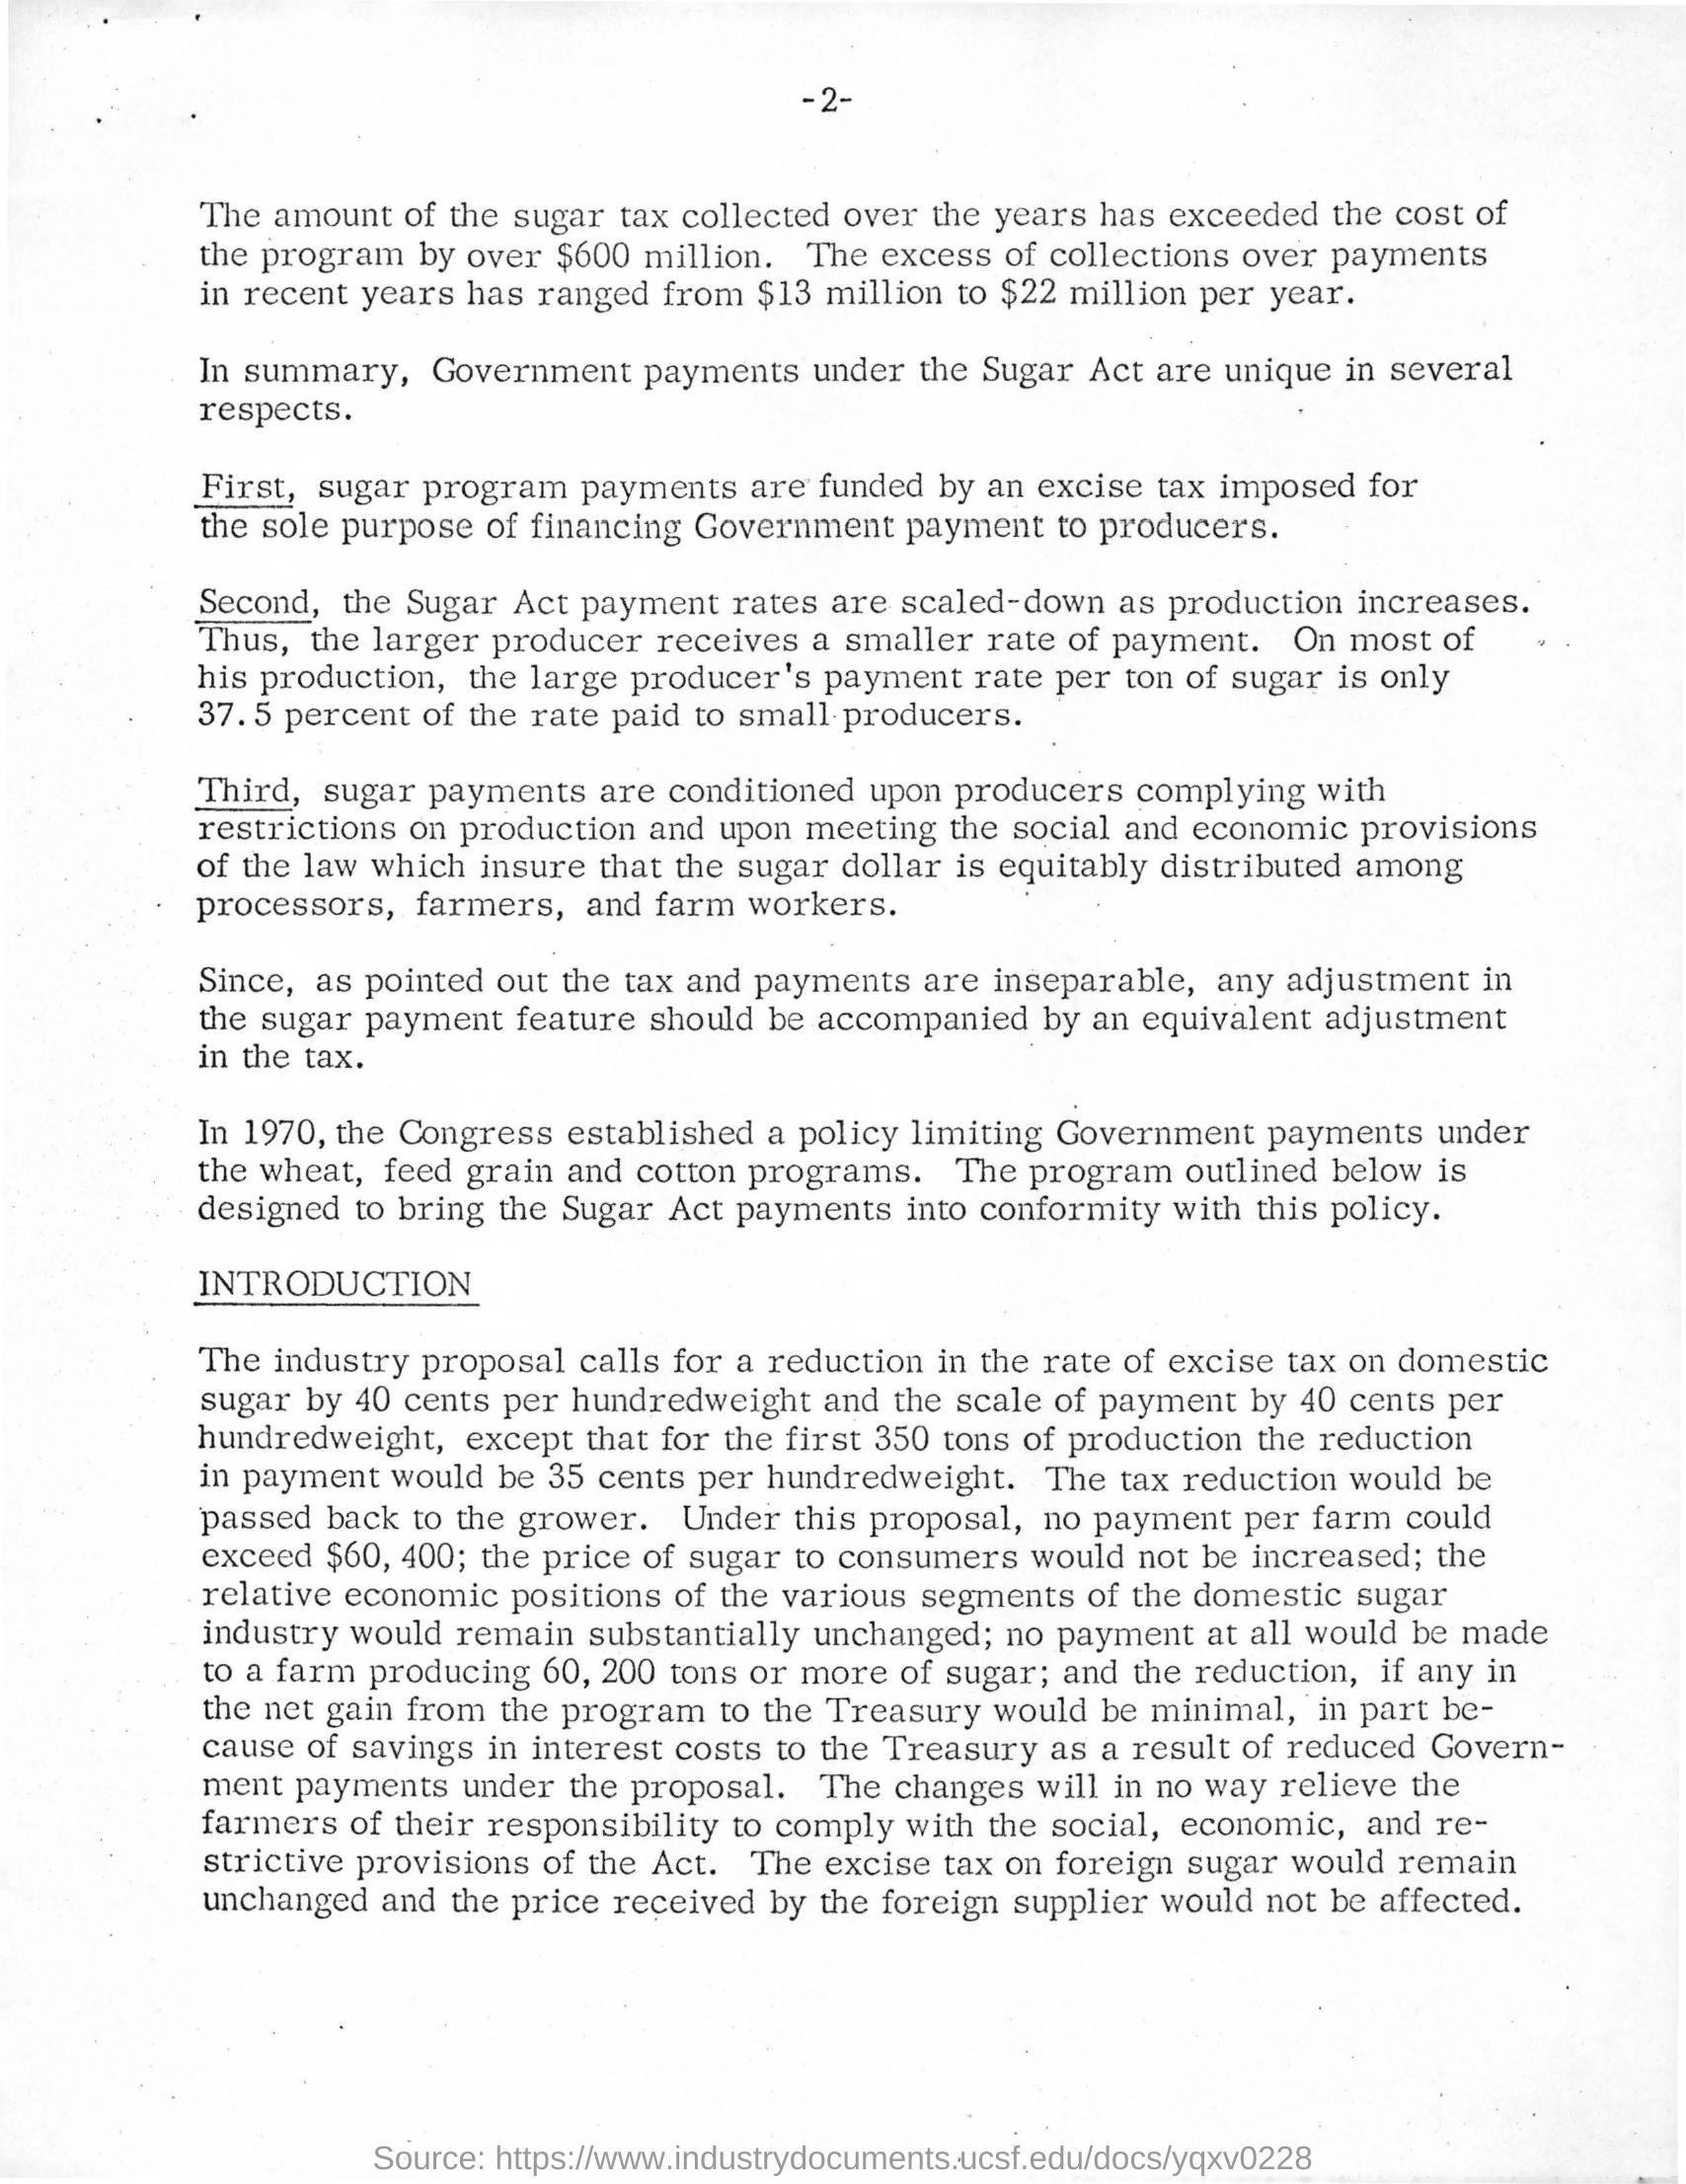 -2-
The amount of the sugar tax collected over the years has exceeded the cost of
the program by over $600 million. The excess of collections over payments
in recent years has ranged from $13 million to $22 million per year.
In summary, Government payments under the Sugar Act are unique in several
respects.
First, sugar program payments are funded by an excise tax imposed for
the sole purpose of financing Government payment to producers.
Second, the Sugar Act payment rates are scaled-down as production increases.
Thus, the larger producer receives a smaller rate of payment. On most of
his production, the large producer's payment rate per ton of sugar is only
37.5 percent of the rate paid to small producers.
Third, sugar payments are conditioned upon producers complying with
restrictions on production and upon meeting the social and economic provisions
of the law which insure that the sugar dollar is equitably distributed among
processors, farmers, and farm workers.
Since, as pointed out the tax and payments are inseparable, any adjustment in
the sugar payment feature should be accompanied by an equivalent adjustment
in the tax.
In 1970, the Congress established a policy limiting Government payments under
the wheat, feed grain and cotton programs. The program outlined below is
designed to bring the Sugar Act payments into conformity with this policy.
INTRODUCTION
The industry proposal calls for a reduction in the rate of excise tax on domestic
sugar by 40 cents per hundredweight and the scale of payment by 40 cents per
hundredweight, except that for the first 350 tons of production the reduction
in payment would be 35 cents per hundredweight. The tax reduction would be
passed back to the grower. Under this proposal, no payment per farm could
exceed $60, 400; the price of sugar to consumers would not be increased; the
relative economic positions of the various segments of the domestic sugar
industry would remain substantially unchanged; no payment at all would be made
to a farm producing 60, 200 tons or more of sugar; and the reduction, if any in
the net gain from the program to the Treasury would be minimal, in part be-
cause of savings in interest costs to the Treasury as a result of reduced Govern-
ment payments under the proposal. The changes will in no way relieve the
farmers of their responsibility to comply with the social, economic, and re-
strictive provisions of the Act. The excise tax on foreign sugar would remain
unchanged and the price received by the foreign supplier would not be affected.
Source: https://www.industrydocuments.ucsf.edu/docs/yqxv0228